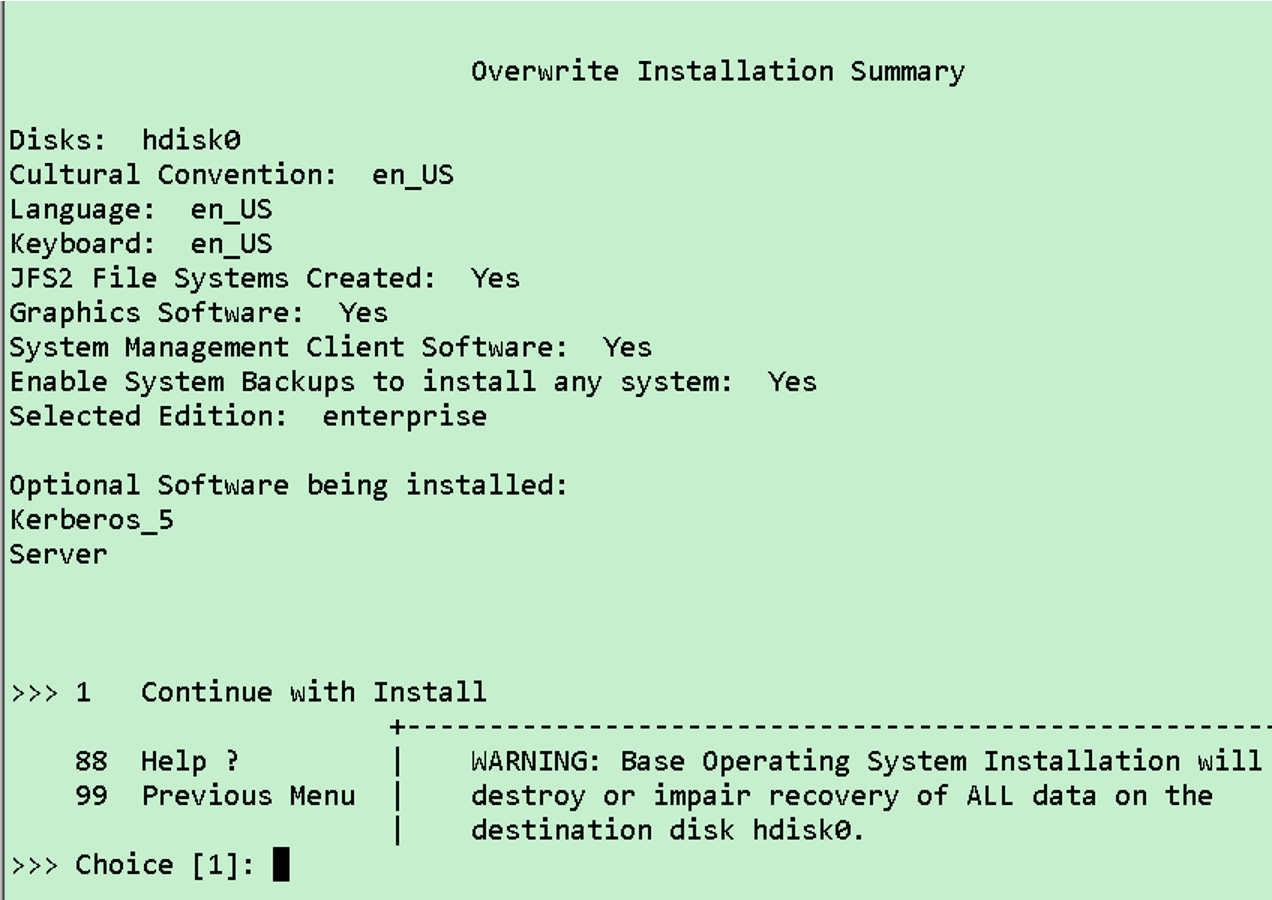 Overwrite Installation Summary
Disks:  hdisk0
Cultural Convention:  en_US
Language:  en_US
Keyboard:  en_US
JFS2 File Systems Created:  Yes
Graphics Software:  Yes
System Management Client Software:  Yes
Enable System Backups to install any system:  Yes
Selected Edition:  enterprise
Optional Software being installed:
Kerberos_5
Server
>>> 1   Continue with Install
+-----------------------------------------------------
88  Help ?         |    WARNING: Base Operating System Installation will
99  Previous Menu  |    destroy or impair recovery of ALL data on the
|    destination disk hdisk0.
>>> Choice [1]: